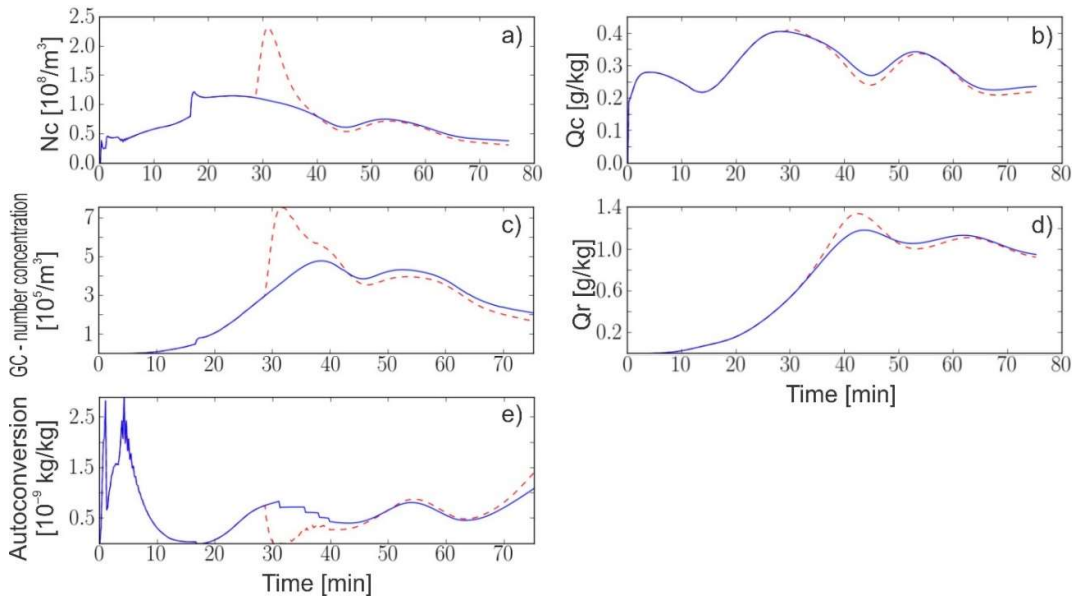 2.5
2.0
1.5
1.0
0.5
0.0
Nc [10⁸/m³]
a)
0 10 20 30 40 50 60 70 80
0.4
0.3
0.2
0.1
0.0
Qc [g/kg]
b)
0 10 20 30 40 50 60 70 80
7
5
3
1
GC - number concentration
[10⁵/m³]
c)
0 10 20 30 40 50 60 70
1.4
1.0
0.6
0.2
Qr [g/kg]
d)
0 10 20 30 40 50 60 70 80
Time [min]
2.5
1.5
0.5
Autoconversion
[10⁻⁹ kg/kg]
e)
0 10 20 30 40 50 60 70
Time [min]